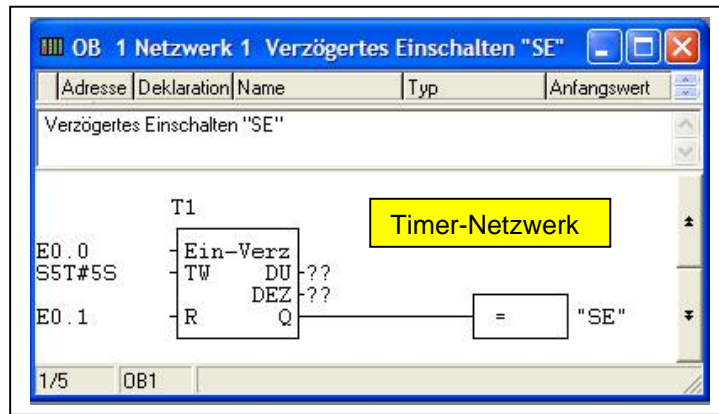 OB 1 Netzwerk 1 Verzögertes Einschalten "SE"
Adresse Deklaration Name Typ Anfangswert
Verzögertes Einschalten "SE"
T1
Timer-Netzwerk
E0.0 Ein-Verz
S5T#5S TW DU ??
DEZ ??
E0.1 R Q = "SE"
1/5 OB1